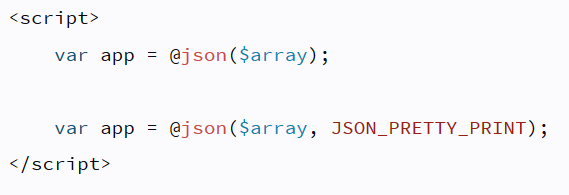 <script>
var app = @json($array);
var app = @json($array, JSON_PRETTY_PRINT);
</script>